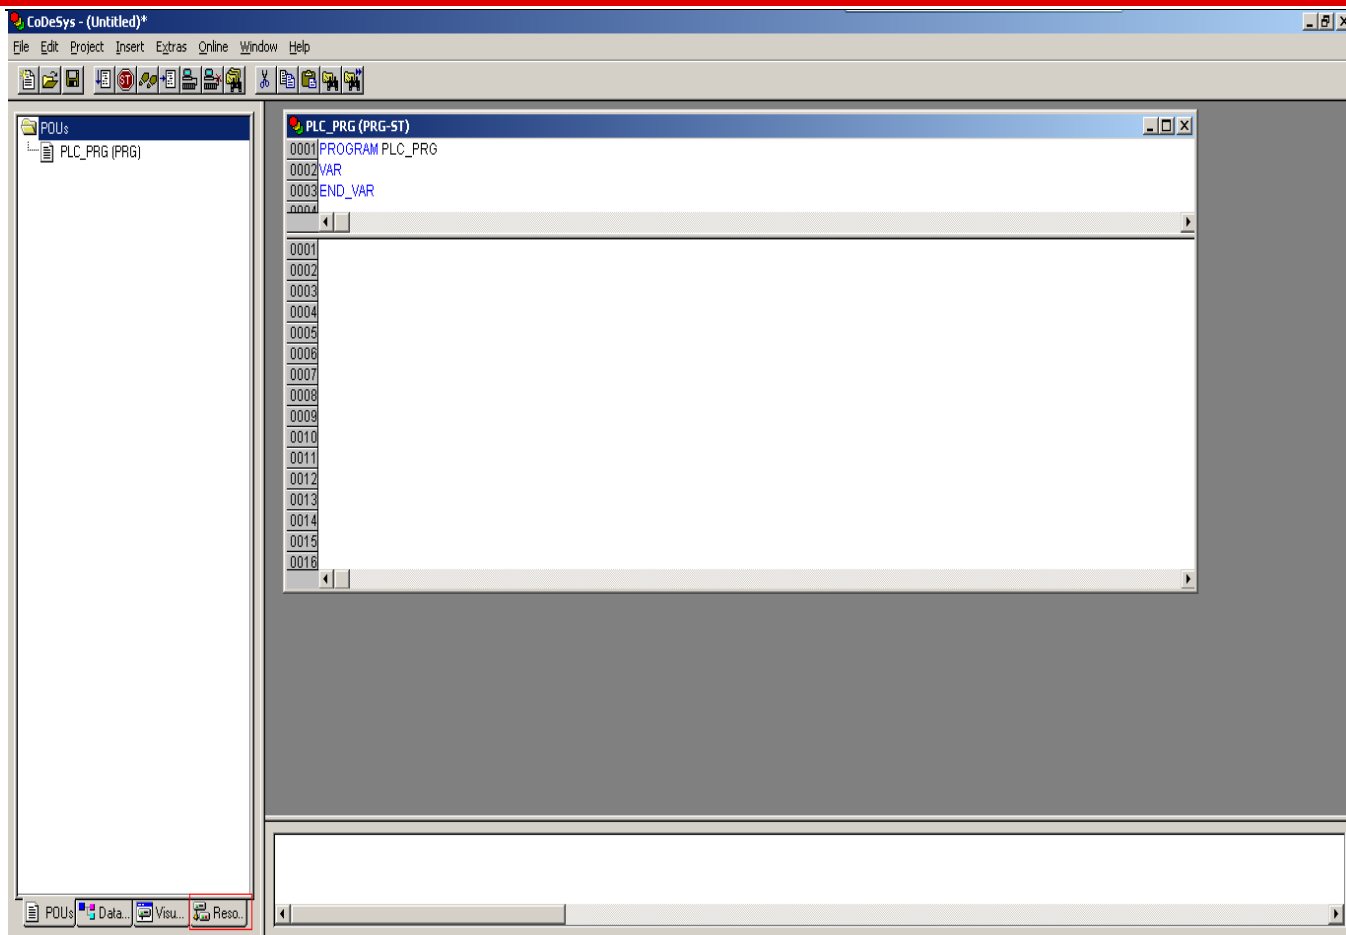 CoDeSys - (Untitled)*
File Edit Project Insert Extras Online Window Help
POUs
PLC_PRG (PRG)
PLC_PRG (PRG-ST)
0001 PROGRAM PLC_PRG
0002 VAR
0003 END_VAR
0004
0001
0002
0003
0004
0005
0006
0007
0008
0009
0010
0011
0012
0013
0014
0015
0016
POUs Data... Visu... Reso..